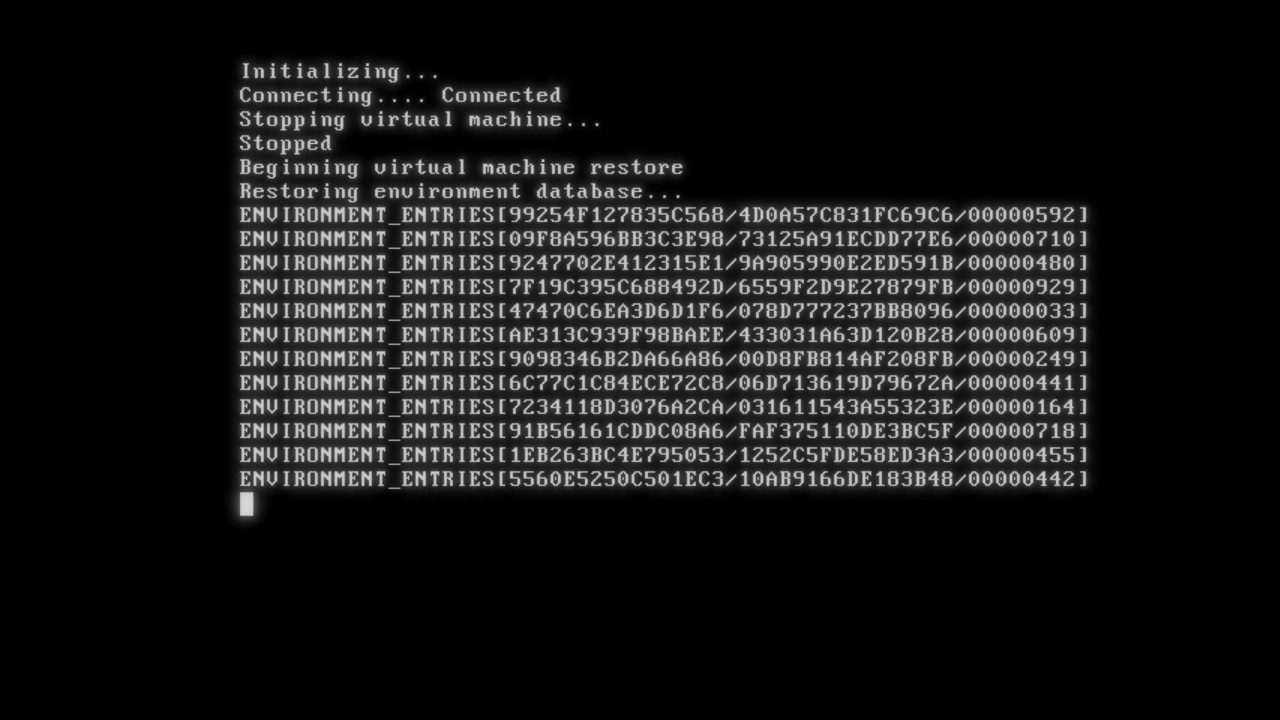 Initializing...
Connecting.... Connected
Stopping virtual machine...
Stopped
Beginning virtual machine restore
Restoring environment database...
ENVIRONMENT_ENTRIES[99254F127835C568/4D0A57C831FC69C6/00000592]
ENVIRONMENT_ENTRIES[09F8A596BB3C3E98/73125A91ECDD77E6/00000710]
ENVIRONMENT_ENTRIES[9247702E412315E1/9A905990E2ED591B/00000480]
ENVIRONMENT_ENTRIES[7F19C395C688492D/6559F2D9E27879FB/00000929]
ENVIRONMENT_ENTRIES[47470C6EA3D6D1F6/078D777237BB8096/00000033]
ENVIRONMENT_ENTRIES[AE313C939F98BAEE/433031A63D120B28/00000609]
ENVIRONMENT_ENTRIES[9098346B2DA66A86/00D8FB814AF208FB/00000249]
ENVIRONMENT_ENTRIES[6C77C1C84ECE72C8/06D713619D79672A/00000441]
ENVIRONMENT_ENTRIES[7234118D3076A2CA/031611543A55323E/00000164]
ENVIRONMENT_ENTRIES[91B56161CDDC08A6/FAF375110DE3BC5F/00000718]
ENVIRONMENT_ENTRIES[1EB263BC4E795053/1252C5FDE58ED3A3/00000455]
ENVIRONMENT_ENTRIES[5560E5250C501EC3/10AB9166DE183B48/00000442]